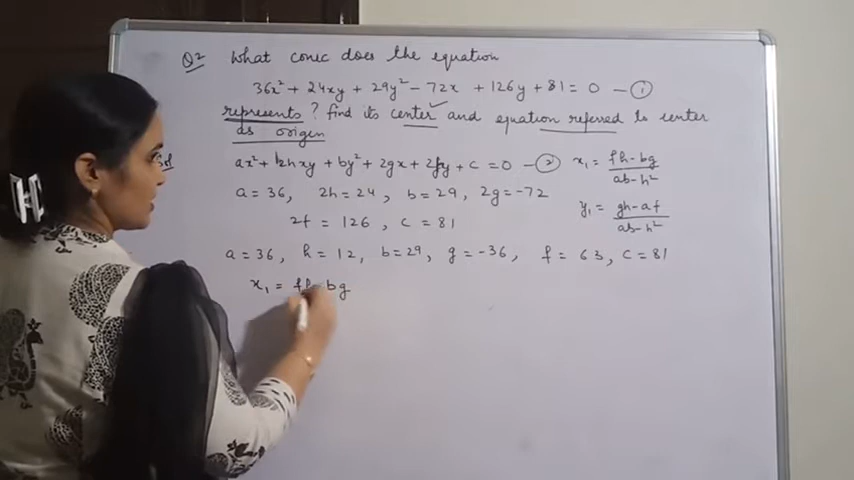 Q2 What conic does the equation
36x² + 24xy + 29y² - 72x + 126y + 81 = 0 - ①
represents ? find its center and equation referred to center
as origin
ax² + 2hxy + by² + 2gx + 2fy + c = 0 - ② x₁ = fh-bg/ab-h²
a = 36, 2h = 24, b = 29, 2g = -72 y₁ = gh-af/ab-h²
2f = 126, c = 81
a = 36, h = 12, b = 29, g = -36, f = 63, c = 81
x₁ = fh-bg